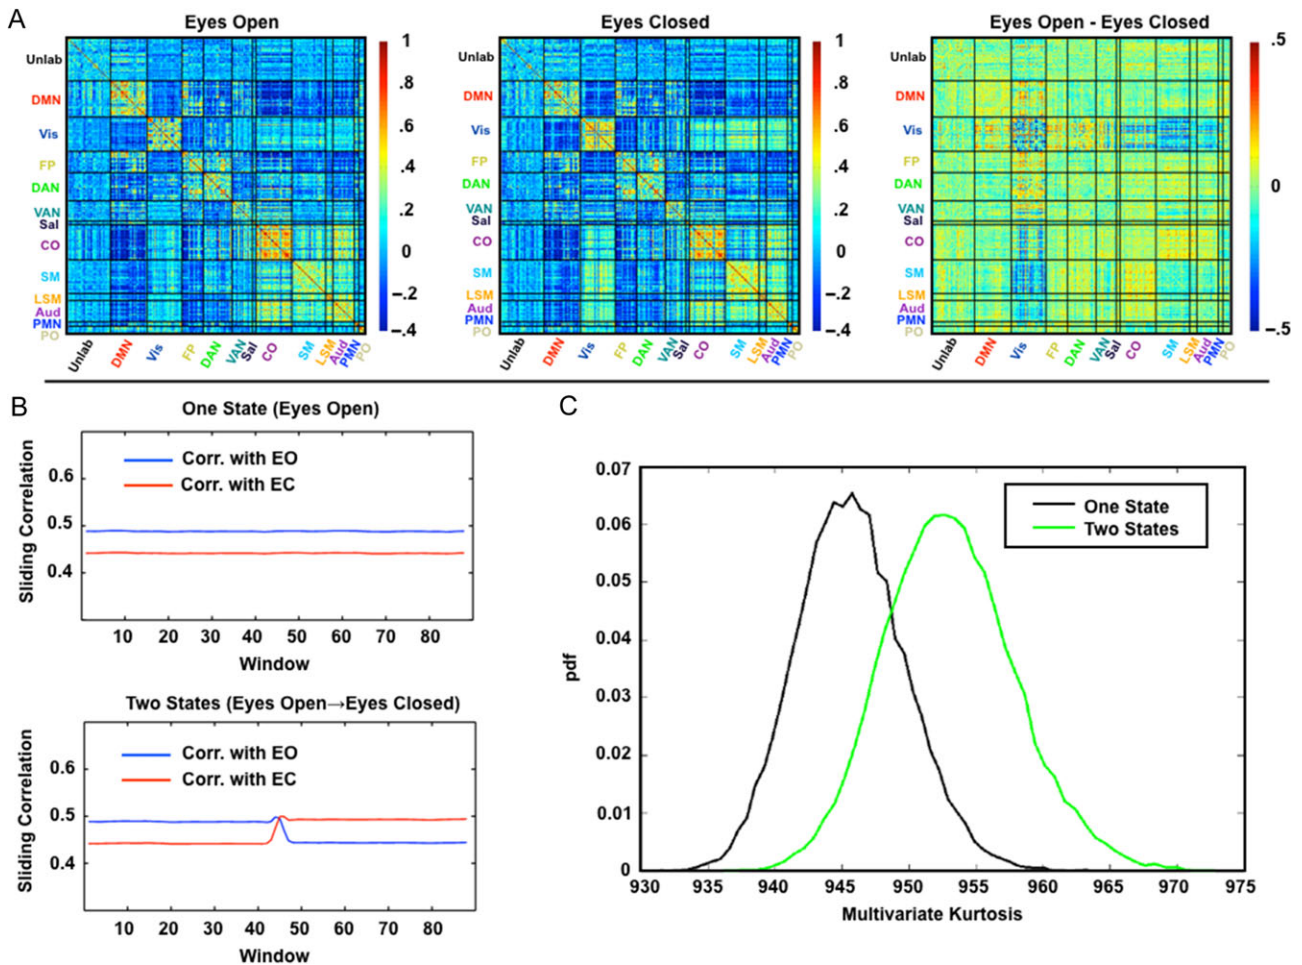 A
Eyes Open
Eyes Closed
Eyes Open - Eyes Closed
Unlab
DMN
Vis
FP
DAN
VAN
Sal
CO
SM
LSM
Aud
PMN
PO
Unlab DMN Vis FP DAN VAN Sal CO SM LSM Aud PMN PO
1
.8
.6
.4
.2
0
-.2
-.4
Unlab
DMN
Vis
FP
DAN
VAN
Sal
CO
SM
LSM
Aud
PMN
PO
Unlab DMN Vis FP DAN VAN Sal CO SM LSM Aud PMN PO
1
.8
.6
.4
.2
0
-.2
-.4
Unlab
DMN
Vis
FP
DAN
VAN
Sal
CO
SM
LSM
Aud
PMN
PO
Unlab DMN Vis FP DAN VAN Sal CO SM LSM Aud PMN PO
.5
0
-.5
B
One State (Eyes Open)
Sliding Correlation
0.6
0.5
0.4
Corr. with EO
Corr. with EC
10 20 30 40 50 60 70 80
Window
Two States (Eyes Open→Eyes Closed)
Sliding Correlation
0.6
0.5
0.4
Corr. with EO
Corr. with EC
10 20 30 40 50 60 70 80
Window
C
pdf
0.07
0.06
0.05
0.04
0.03
0.02
0.01
0
One State
Two States
930 935 940 945 950 955 960 965 970 975
Multivariate Kurtosis